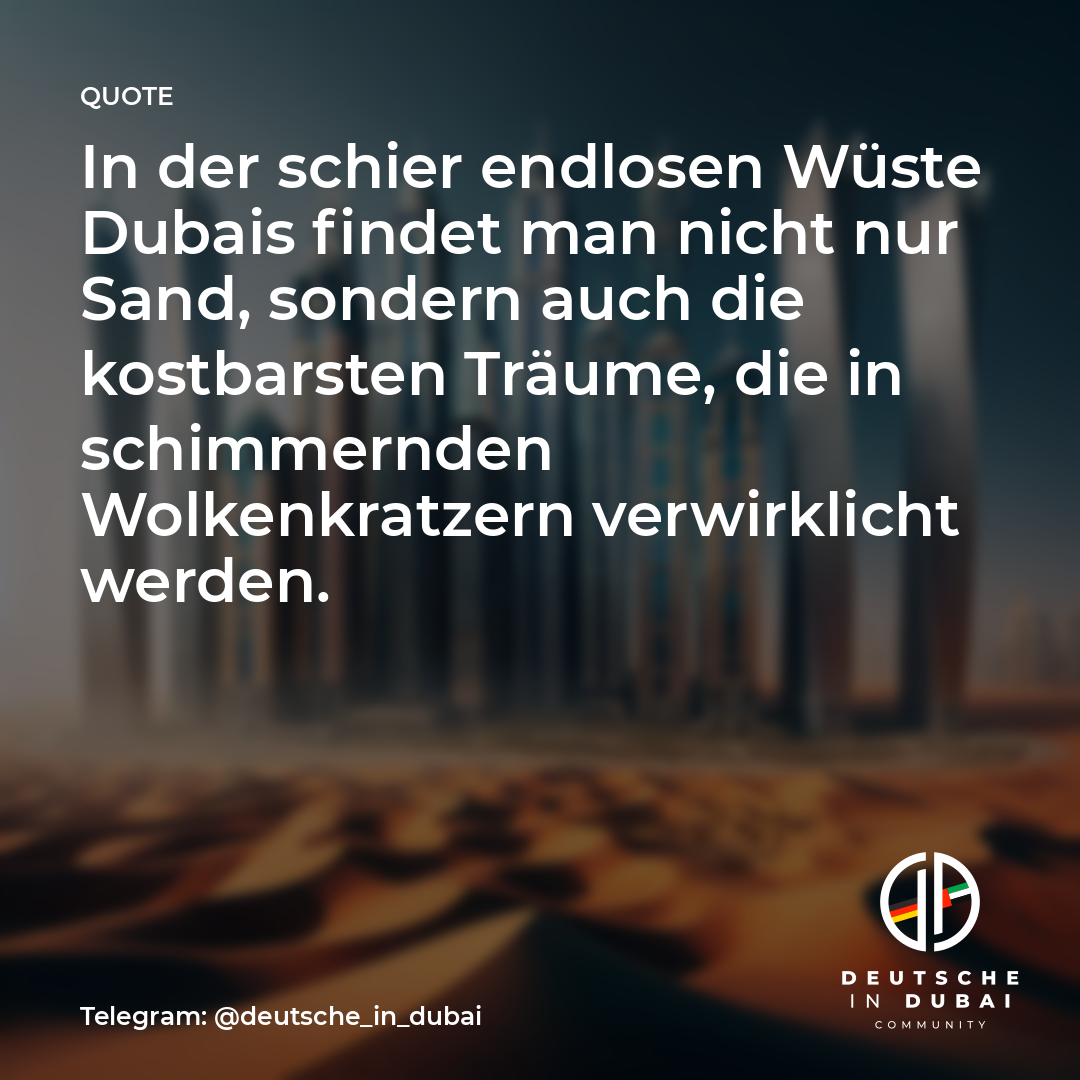 QUOTE
In der schier endlosen Wüste
Dubais findet man nicht nur
Sand, sondern auch die
kostbarsten Träume, die in
schimmernden
Wolkenkratzern verwirklicht
werden.
DEUTSCHE
IN DUBAI
COMMUNITY
Telegram: @deutsche_in_dubai